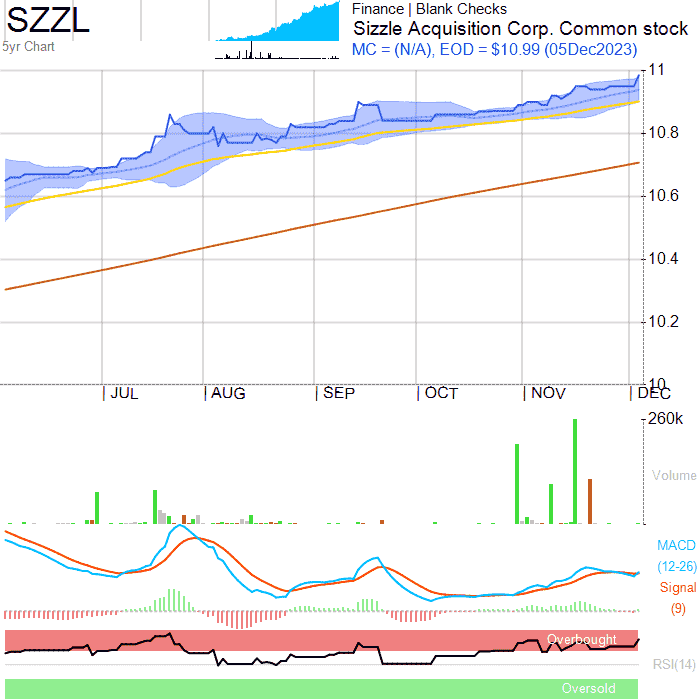 SZZL
5yr Chart
Finance | Blank Checks
Sizzle Acquisition Corp. Common stock
MC = (N/A), EOD = $10.99 (05Dec2023)
11
10.8
10.6
10.4
10.2
10
JUL AUG SEP OCT NOV DEC
260k
Volume
MACD
(12-26)
Signal
(9)
Overbought
RSI(14)
Oversold